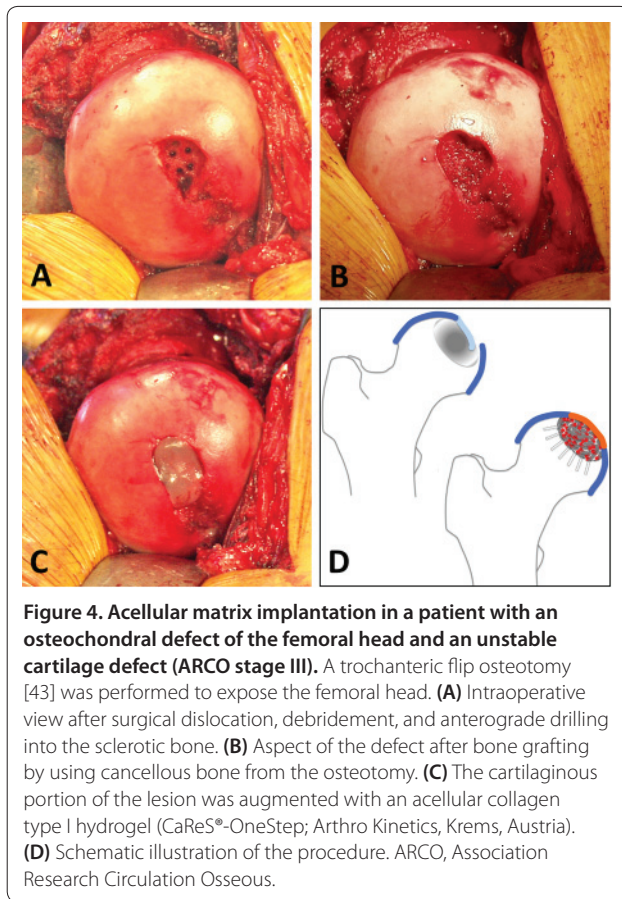 A
B
C
D
Figure 4. Acellular matrix implantation in a patient with an
osteochondral defect of the femoral head and an unstable
cartilage defect (ARCO stage III). A trochanteric flip osteotomy
[43] was performed to expose the femoral head. (A) Intraoperative
view after surgical dislocation, debridement, and anterograde drilling
into the sclerotic bone. (B) Aspect of the defect after bone grafting
by using cancellous bone from the osteotomy. (C) The cartilaginous
portion of the lesion was augmented with an acellular collagen
type I hydrogel (CaReS®-OneStep; Arthro Kinetics, Krems, Austria).
(D) Schematic illustration of the procedure. ARCO, Association
Research Circulation Osseous.